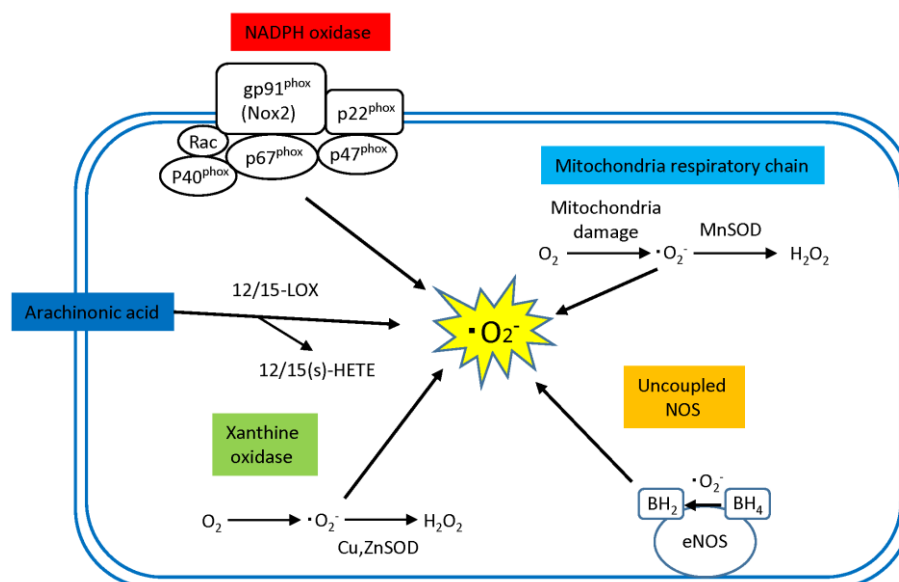 NADPH oxidase
gp91phox
(Nox2)
p22phox
Rac
p67phox
p47phox
P40phox
Mitochondria respiratory chain
Mitochondria
damage
MnSOD
O2
·O2-
H2O2
Arachinonic acid
12/15-LOX
12/15(s)-HETE
·O2-
Uncoupled
NOS
Xanthine
oxidase
O2
·O2-
H2O2
Cu,ZnSOD
·O2-
BH2
BH4
eNOS